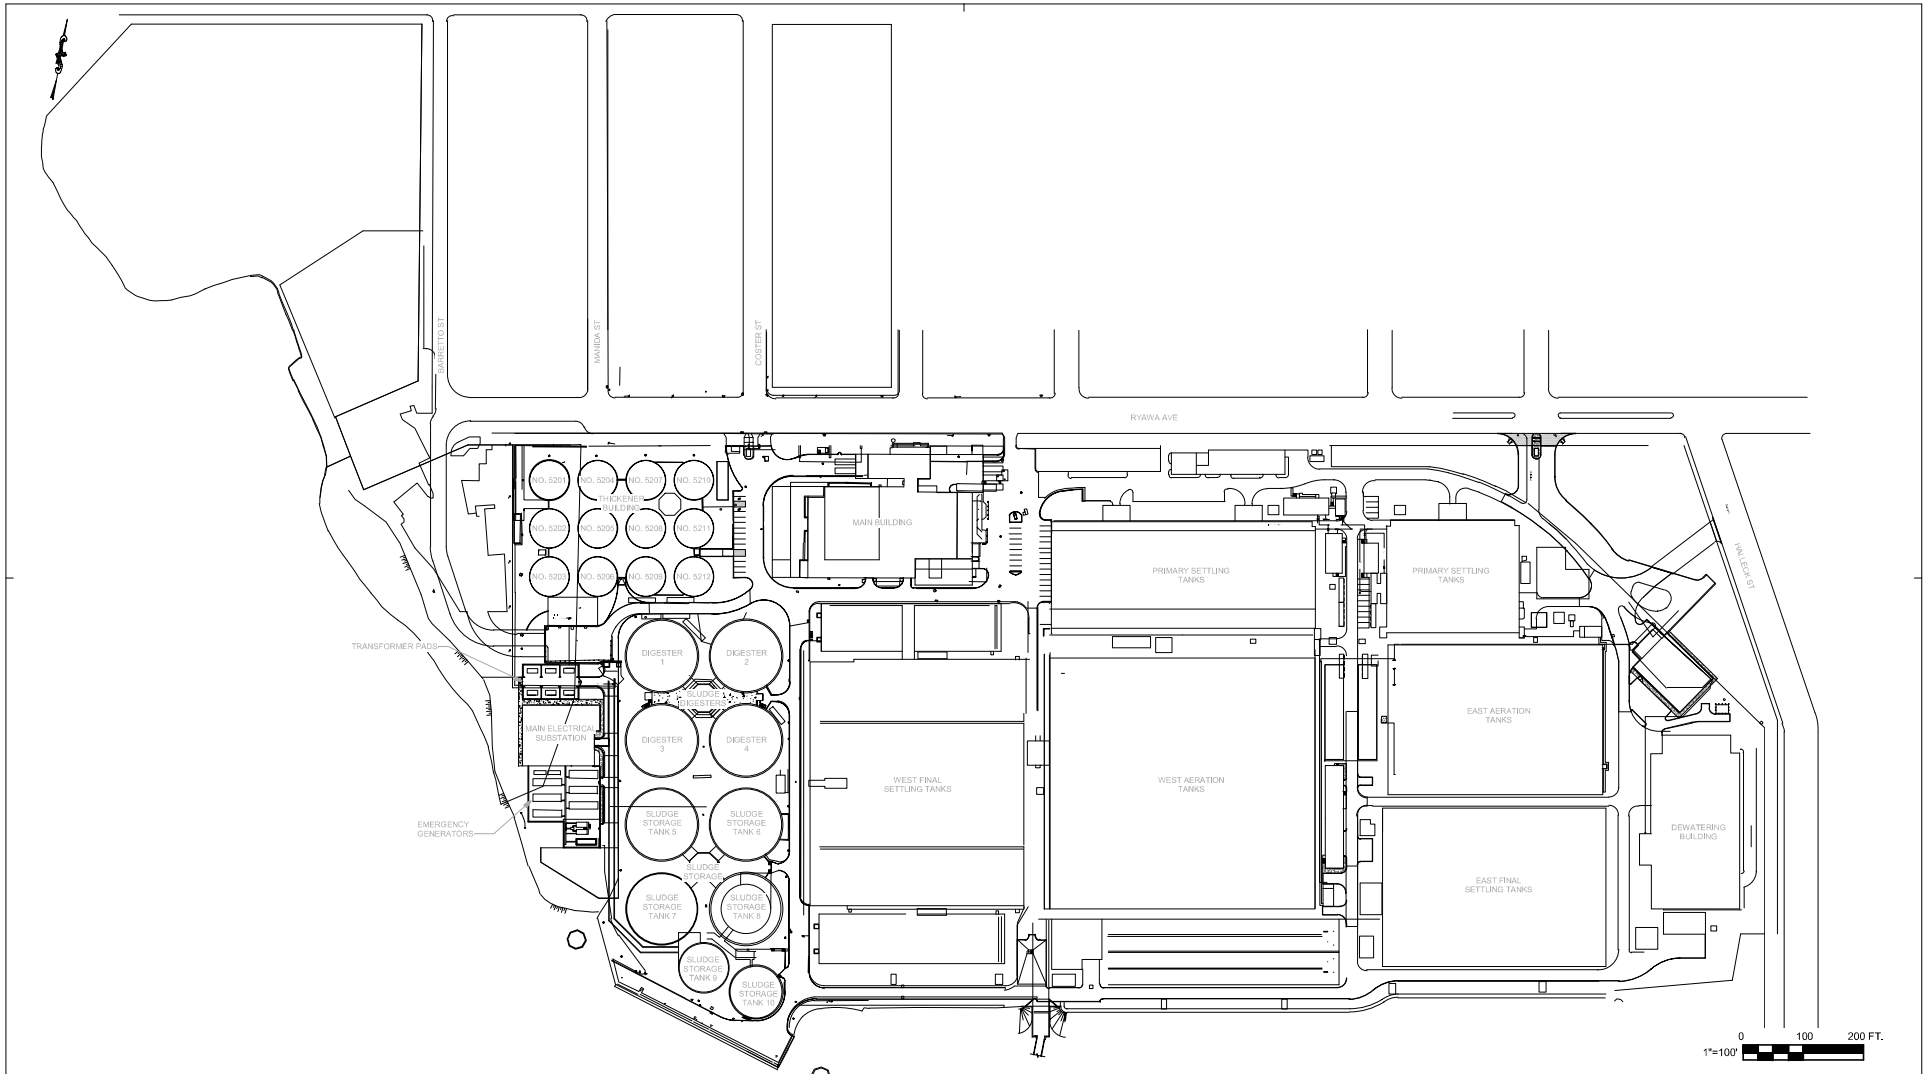 BARRETTO ST
MANIDA ST
COSTER ST
RYAWA AVE
HALLECK ST
NO. 5201
NO. 5204
NO. 5207
NO. 5210
THICKENER
BUILDING
NO. 5202
NO. 5205
NO. 5208
NO. 5211
NO. 5203
NO. 5206
NO. 5209
NO. 5212
MAIN BUILDING
PRIMARY SETTLING
TANKS
PRIMARY SETTLING
TANKS
TRANSFORMER PADS
DIGESTER
1
DIGESTER
2
SLUDGE
DIGESTERS
MAIN ELECTRICAL
SUBSTATION
DIGESTER
3
DIGESTER
4
EAST AERATION
TANKS
WEST FINAL
SETTLING TANKS
WEST AERATION
TANKS
EMERGENCY
GENERATORS
SLUDGE
STORAGE
TANK 5
SLUDGE
STORAGE
TANK 6
DEWATERING
BUILDING
SLUDGE
STORAGE
EAST FINAL
SETTLING TANKS
SLUDGE
STORAGE
TANK 7
SLUDGE
STORAGE
TANK 8
SLUDGE
STORAGE
TANK 9
SLUDGE
STORAGE
TANK 10
0 100 200 FT.
1"=100'